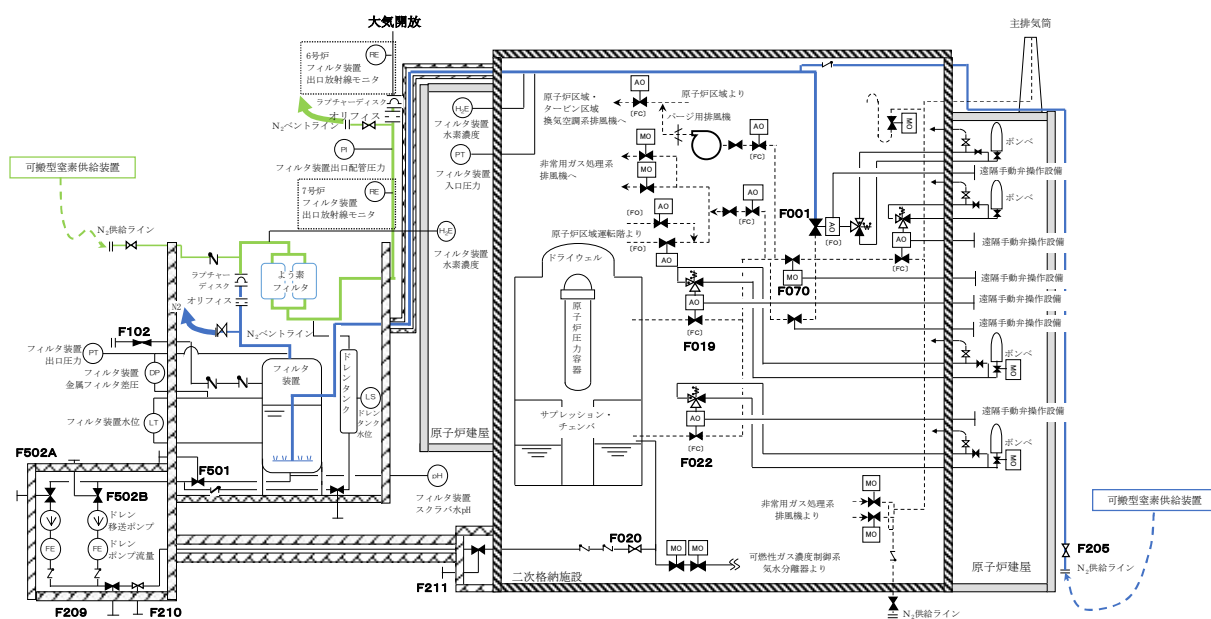 大気開放
主排気筒
6号炉
フィルタ装置
出口放射線モニタ
RE
ラプチャーディスク
オリフィス
N₂ベントライン
PI
フィルタ装置出口配管圧力
7号炉
フィルタ装置
出口放射線モニタ
RE
可搬型窒素供給装置
N₂供給ライン
H₂E
フィルタ装置
水素濃度
PT
フィルタ装置
入口圧力
H₂E
フィルタ装置
水素濃度
ラプチャー
ディスク
よう素
フィルタ
オリフィス
N2
N₂ベントライン
F102
フィルタ装置
出口圧力
PT
フィルタ装置
金属フィルタ差圧
DP
フィルタ装置
ドレンタンク
LS
ドレン
タンク
水位
フィルタ装置水位
LT
原子炉建屋
F502A
F501
F502B
pH
フィルタ装置
スクラバ水pH
ドレン
移送ポンプ
FE
FE
ドレン
ポンプ流量
F209
F210
F211
原子炉区域・
タービン区域
換気空調系排風機へ
AO
[FC]
原子炉区域より
パージ用排風機
AO
[FC]
MO
非常用ガス処理系
排風機へ
MO
AO
[FC]
[FO]
AO
原子炉区域運転階より
[FO]
AO
F001
AO
[FO]
MO
AO
[FC]
ボンベ
遠隔手動弁操作設備
ボンベ
遠隔手動弁操作設備
遠隔手動弁操作設備
遠隔手動弁操作設備
遠隔手動弁操作設備
MO
F070
ドライウェル
原子炉圧力容器
サプレッション・
チェンバ
AO
[FC]
F019
AO
[FC]
F022
ボンベ
MO
遠隔手動弁操作設備
ボンベ
MO
非常用ガス処理系
排風機より
MO
MO
F020
MO
MO
可燃性ガス濃度制御系
気水分離器より
二次格納施設
N₂供給ライン
原子炉建屋
可搬型窒素供給装置
F205
N₂供給ライン